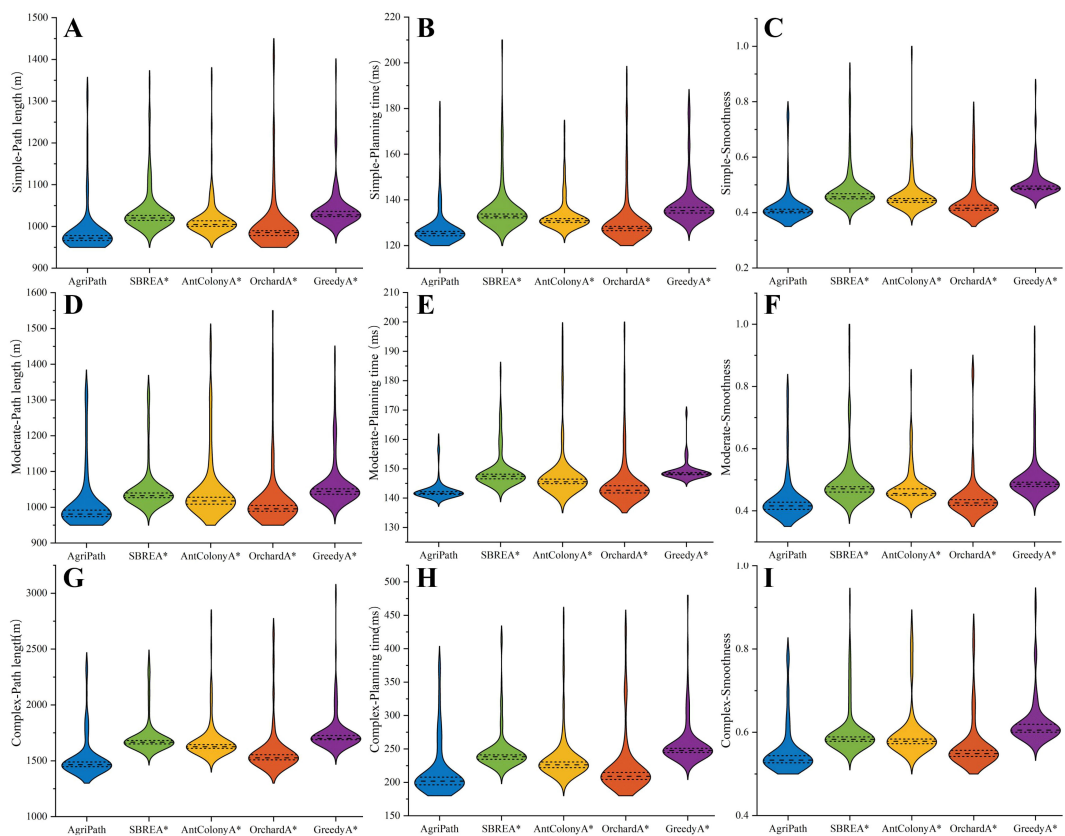 A
Simple-Path length (m)
1500
1400
1300
1200
1100
1000
900
AgriPath SBREA* AntColonyA* OrchardA* GreedyA*
B
Simple-Planning time (ms)
220
200
180
160
140
120
AgriPath SBREA* AntColonyA* OrchardA* GreedyA*
C
Simple-Smoothness
1.0
0.8
0.6
0.4
0.2
AgriPath SBREA* AntColonyA* OrchardA* GreedyA*
D
Moderate-Path length (m)
1600
1500
1400
1300
1200
1100
1000
900
AgriPath SBREA* AntColonyA* OrchardA* GreedyA*
E
Moderate-Planning time (ms)
210
200
190
180
170
160
150
140
130
AgriPath SBREA* AntColonyA* OrchardA* GreedyA*
F
Moderate-Smoothness
1.0
0.8
0.6
0.4
AgriPath SBREA* AntColonyA* OrchardA* GreedyA*
G
Complex-Path length(m)
3000
2500
2000
1500
1000
AgriPath SBREA* AntColonyA* OrchardA* GreedyA*
H
Complex-Planning time(ms)
500
450
400
350
300
250
200
150
AgriPath SBREA* AntColonyA* OrchardA* GreedyA*
I
Complex-Smoothness
1.0
0.8
0.6
0.4
AgriPath SBREA* AntColonyA* OrchardA* GreedyA*